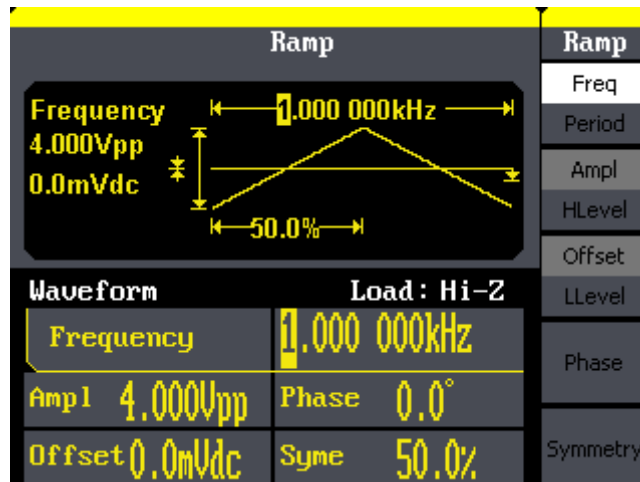 Ramp
Frequency
1.000 000kHz
4.000Vpp
0.0mVdc
50.0%
Waveform
Load: Hi-Z
Frequency
1.000 000kHz
Ampl 4.000Vpp
Phase 0.0°
Offset 0.0mVdc
Syme 50.0%
Ramp
Freq
Period
Ampl
HLevel
Offset
LLevel
Phase
Symmetry